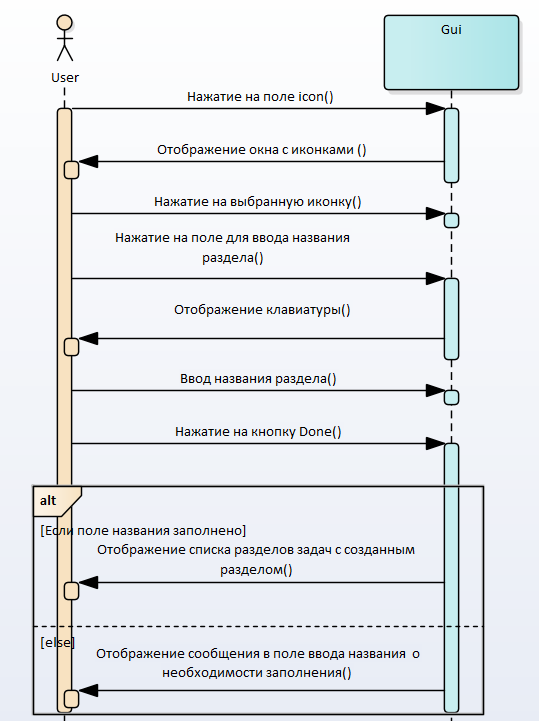 User
Gui
Нажатие на поле icon()
Отображение окна с иконками ()
Нажатие на выбранную иконку()
Нажатие на поле для ввода названия
раздела()
Отображение клавиатуры()
Ввод названия раздела()
Нажатие на кнопку Done()
alt
[Если поле названия заполнено]
Отображение списка разделов задач с созданным
разделом()
[else]
Отображение сообщения в поле ввода названия о
необходимости заполнения()